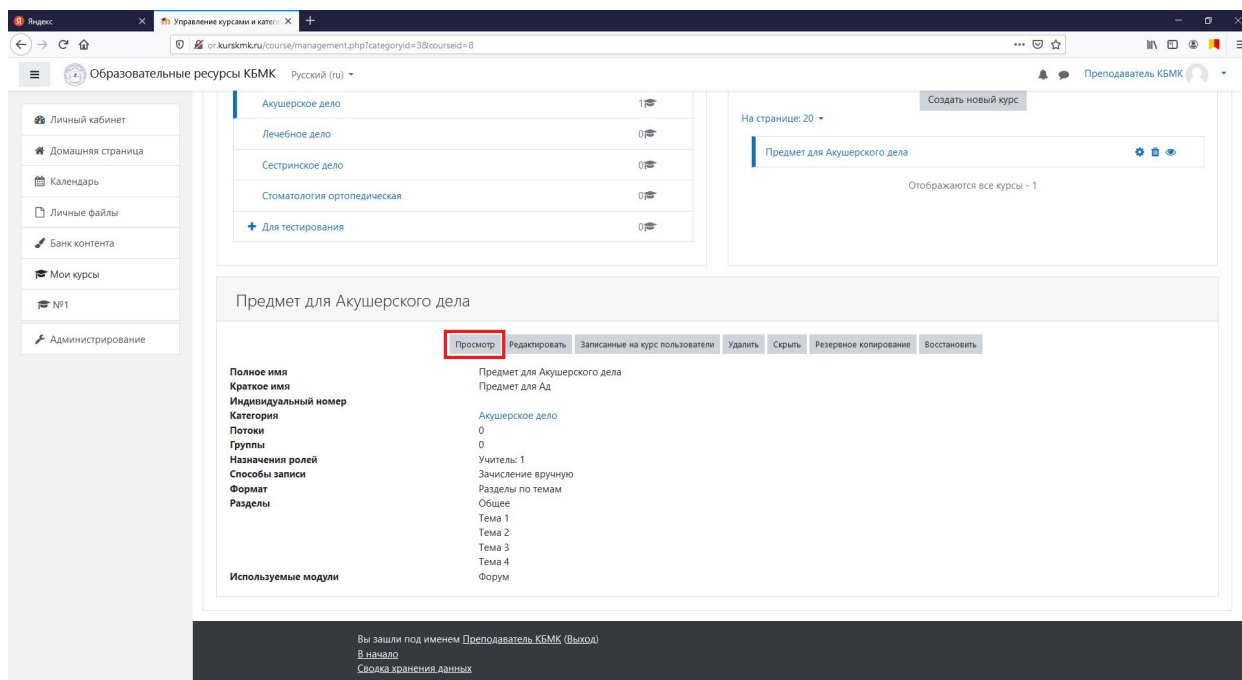 Яндекс
Управление курсами и катего
or.kurskmk.ru/course/management.php?categoryid=3&courseid=8
Образовательные ресурсы КБМК Русский (ru)
Преподаватель КБМК
Личный кабинет
Домашняя страница
Календарь
Личные файлы
Банк контента
Мои курсы
№1
Администрирование
Акушерское дело 1
Лечебное дело 0
Сестринское дело 0
Стоматология ортопедическая 0
Для тестирования 0
Создать новый курс
На странице: 20
Предмет для Акушерского дела
Отображаются все курсы - 1
Предмет для Акушерского дела
Просмотр Редактировать Записанные на курс пользователи Удалить Скрыть Резервное копирование Восстановить
Полное имя Предмет для Акушерского дела
Краткое имя Предмет для Ад
Индивидуальный номер
Категория Акушерское дело
Потоки 0
Группы 0
Назначения ролей Учитель: 1
Способы записи Зачисление вручную
Формат Разделы по темам
Разделы Общее
Тема 1
Тема 2
Тема 3
Тема 4
Используемые модули Форум
Вы зашли под именем Преподаватель КБМК (Выход)
В начало
Сводка хранения данных